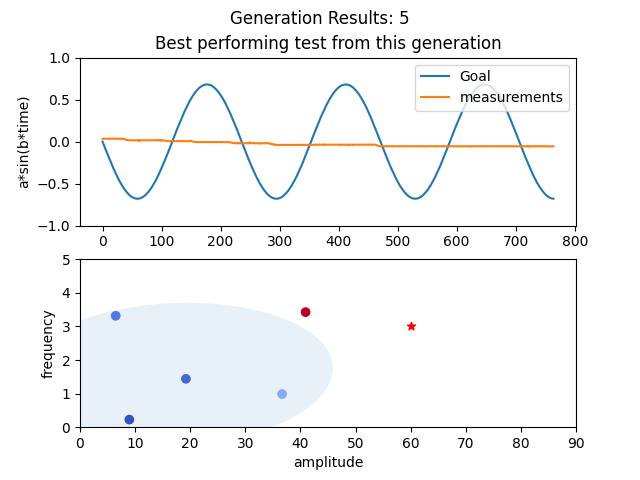 Generation Results: 5
Best performing test from this generation
1.0
0.5
0.0
−0.5
−1.0
a*sin(b*time)
Goal
measurements
0 100 200 300 400 500 600 700 800
5
4
3
2
1
0
frequency
0 10 20 30 40 50 60 70 80 90
amplitude